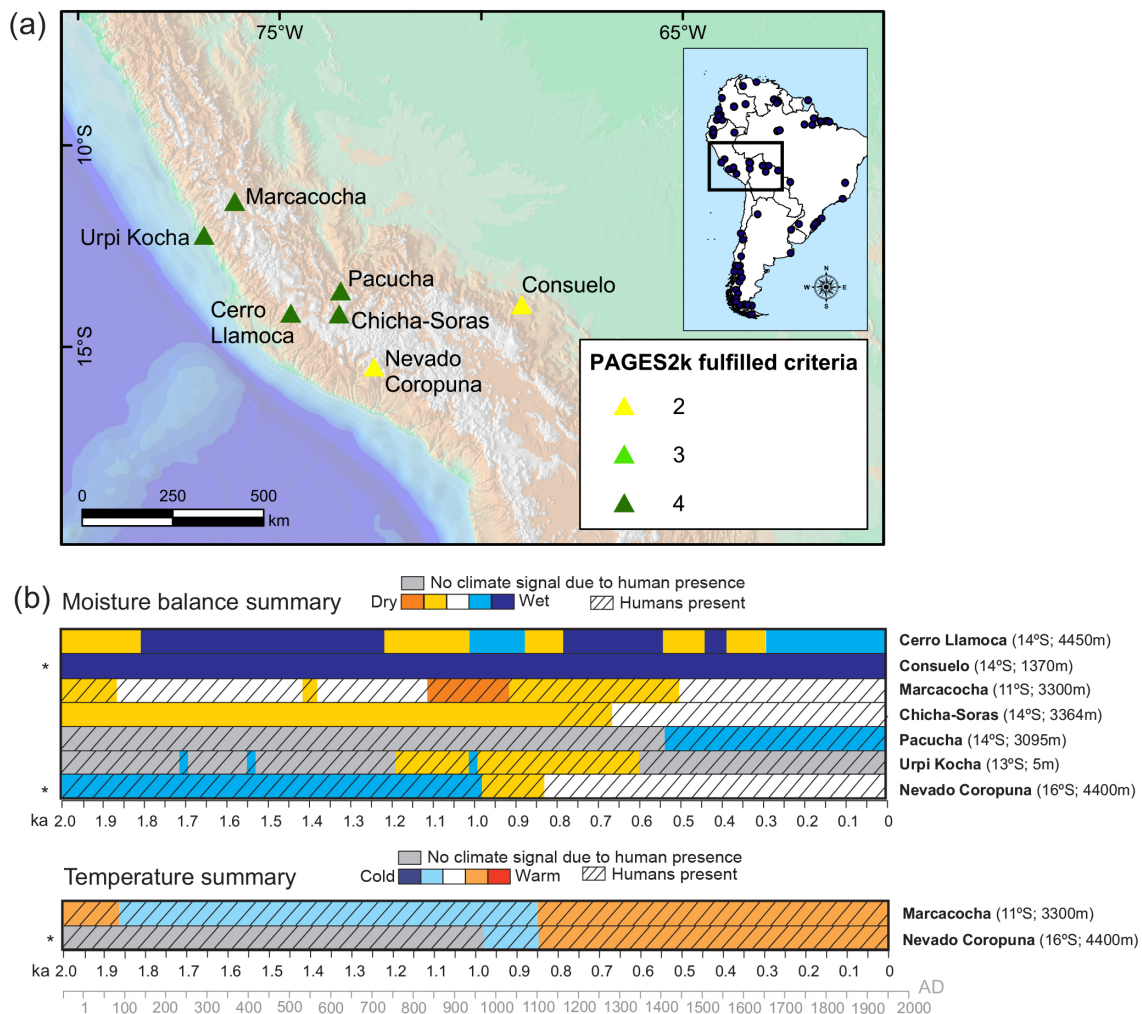 (a)
75°W
65°W
10°S
15°S
Marcacocha
Urpi Kocha
Pacucha
Consuelo
Cerro
Llamoca
Chicha-Soras
Nevado
Coropuna
N
W
E
S
PAGES2k fulfilled criteria
2
3
4
0 250 500
km
(b)
Moisture balance summary
No climate signal due to human presence
Dry
Wet
Humans present
Cerro Llamoca (14ºS; 4450m)
* Consuelo (14ºS; 1370m)
Marcacocha (11ºS; 3300m)
Chicha-Soras (14ºS; 3364m)
Pacucha (14ºS; 3095m)
Urpi Kocha (13ºS; 5m)
* Nevado Coropuna (16ºS; 4400m)
ka 2.0 1.9 1.8 1.7 1.6 1.5 1.4 1.3 1.2 1.1 1.0 0.9 0.8 0.7 0.6 0.5 0.4 0.3 0.2 0.1 0
Temperature summary
No climate signal due to human presence
Cold
Warm
Humans present
Marcacocha (11ºS; 3300m)
* Nevado Coropuna (16ºS; 4400m)
ka 2.0 1.9 1.8 1.7 1.6 1.5 1.4 1.3 1.2 1.1 1.0 0.9 0.8 0.7 0.6 0.5 0.4 0.3 0.2 0.1 0
AD
1 100 200 300 400 500 600 700 800 900 1000 1100 1200 1300 1400 1500 1600 1700 1800 1900 2000